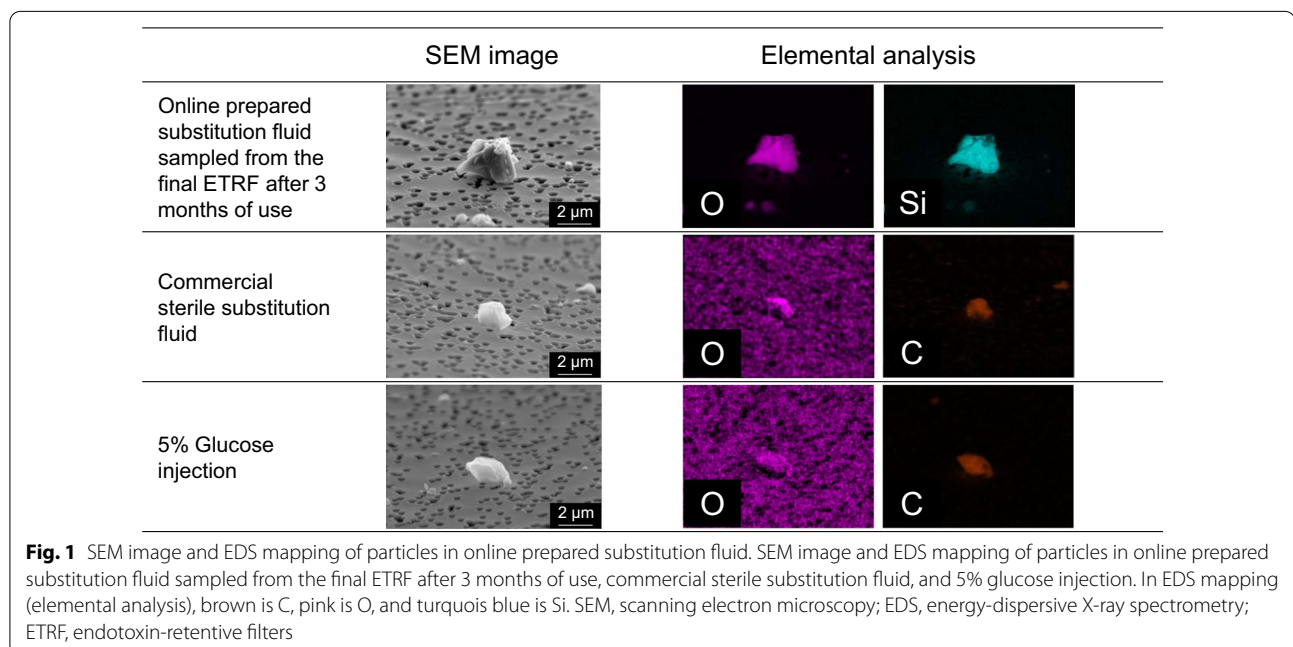 SEM image
Elemental analysis
Online prepared
substitution fluid
sampled from the
final ETRF after 3
months of use
2 µm
O
Si
Commercial
sterile substitution
fluid
2 µm
O
C
5% Glucose
injection
2 µm
O
C
Fig. 1 SEM image and EDS mapping of particles in online prepared substitution fluid. SEM image and EDS mapping of particles in online prepared
substitution fluid sampled from the final ETRF after 3 months of use, commercial sterile substitution fluid, and 5% glucose injection. In EDS mapping
(elemental analysis), brown is C, pink is O, and turquois blue is Si. SEM, scanning electron microscopy; EDS, energy-dispersive X-ray spectrometry;
ETRF, endotoxin-retentive filters